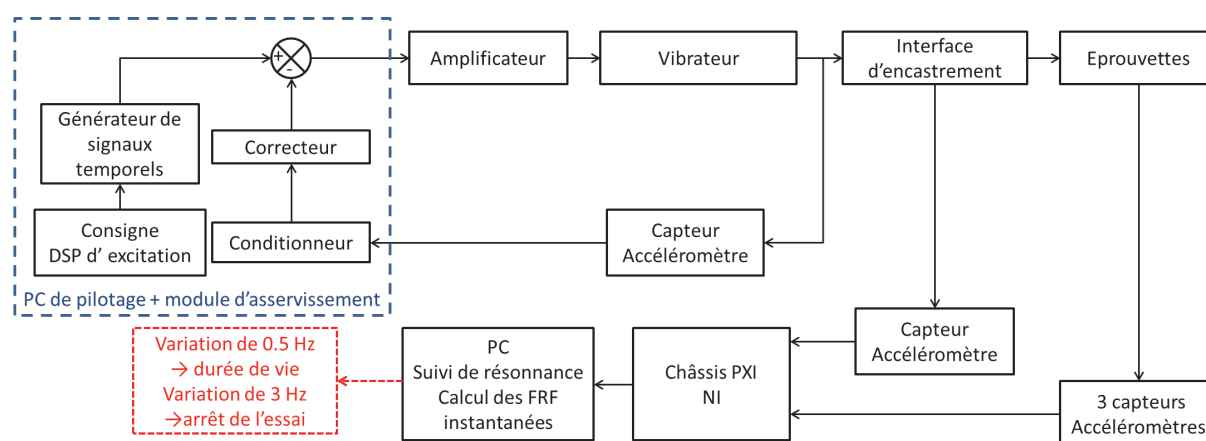 +
-
Générateur de
signaux
temporels
Consigne
DSP d’ excitation
Correcteur
Conditionneur
PC de pilotage + module d’asservissement
Amplificateur
Vibrateur
Interface
d’encastrement
Eprouvettes
Capteur
Accéléromètre
Capteur
Accéléromètre
3 capteurs
Accéléromètres
Châssis PXI
NI
PC
Suivi de résonnance
Calcul des FRF
instantanées
Variation de 0.5 Hz
→ durée de vie
Variation de 3 Hz
→arrêt de l’essai